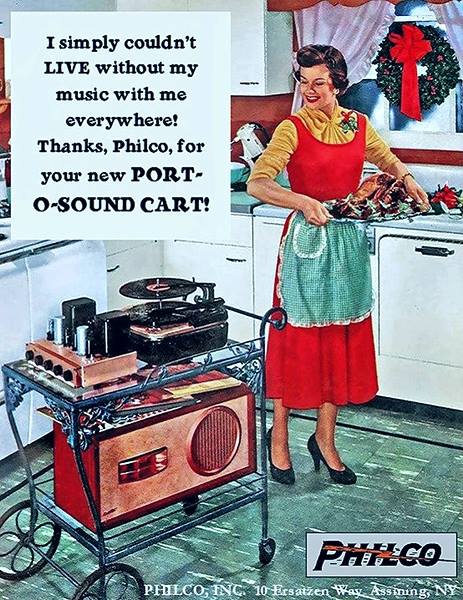 I simply couldn't
LIVE without my
music with me
everywhere!
Thanks, Philco, for
your new PORT-
O-SOUND CART!
PHILCO
PHILCO, INC. 10 Ersatzen Way, Assining, NY